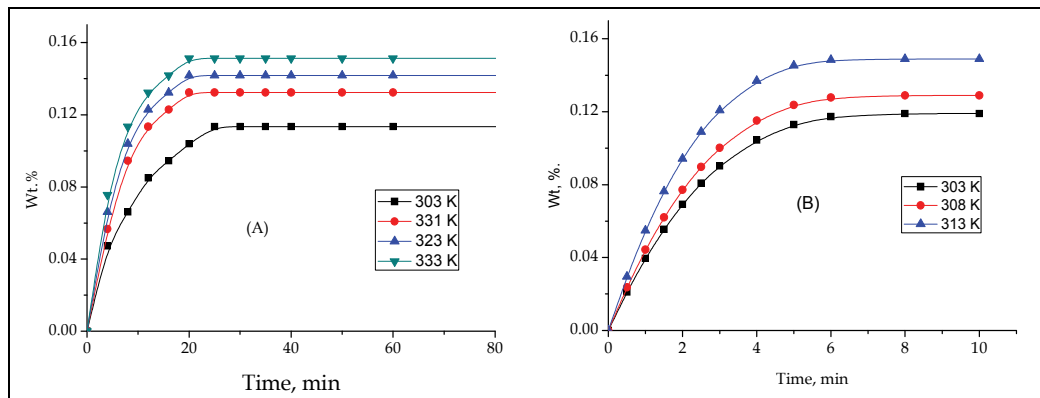 0.16
0.12
0.08
0.04
0.00
Wt.%
303 K
331 K
323 K
333 K
(A)
0 20 40 60 80
Time, min
0.16
0.12
0.08
0.04
0.00
Wt, %.
303 K
308 K
313 K
(B)
0 2 4 6 8 10
Time, min